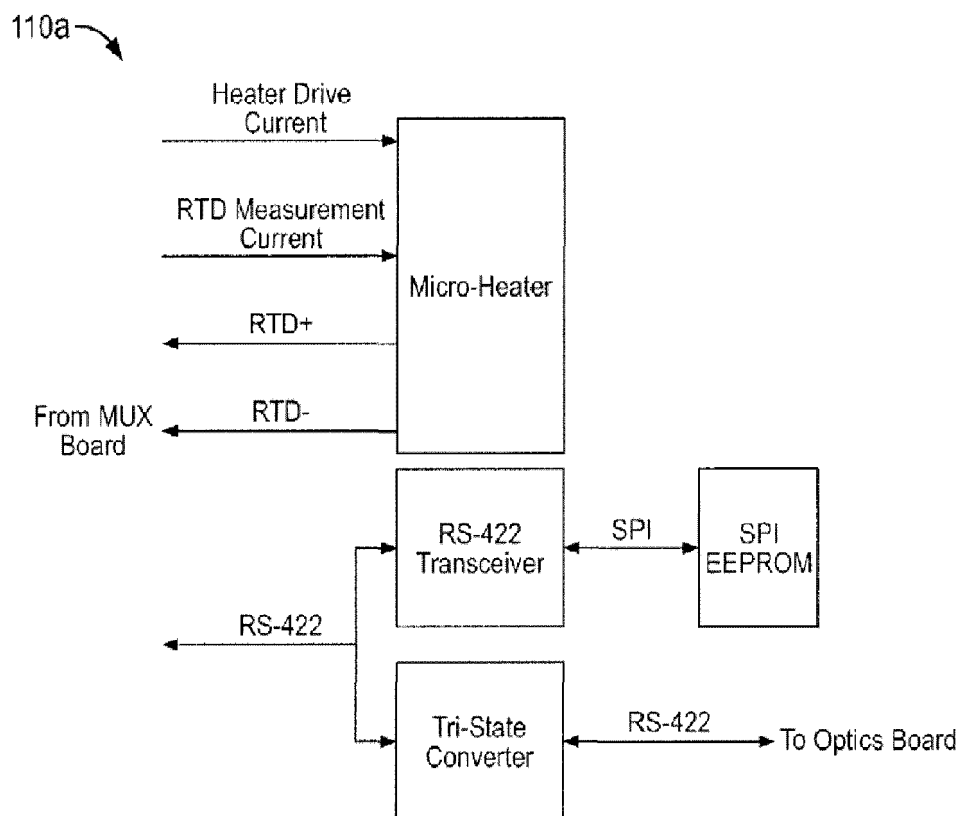 110a
Heater Drive
Current
RTD Measurement
Current
Micro-Heater
RTD+
RTD-
From MUX
Board
RS-422
Transceiver
SPI
SPI
EEPROM
RS-422
Tri-State
Converter
RS-422
To Optics Board